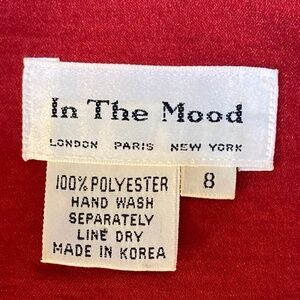 In The Mood
LONDON PARIS NEW YORK
8
100% POLYESTER
HAND WASH
SEPARATELY
LINE DRY
MADE IN KOREA